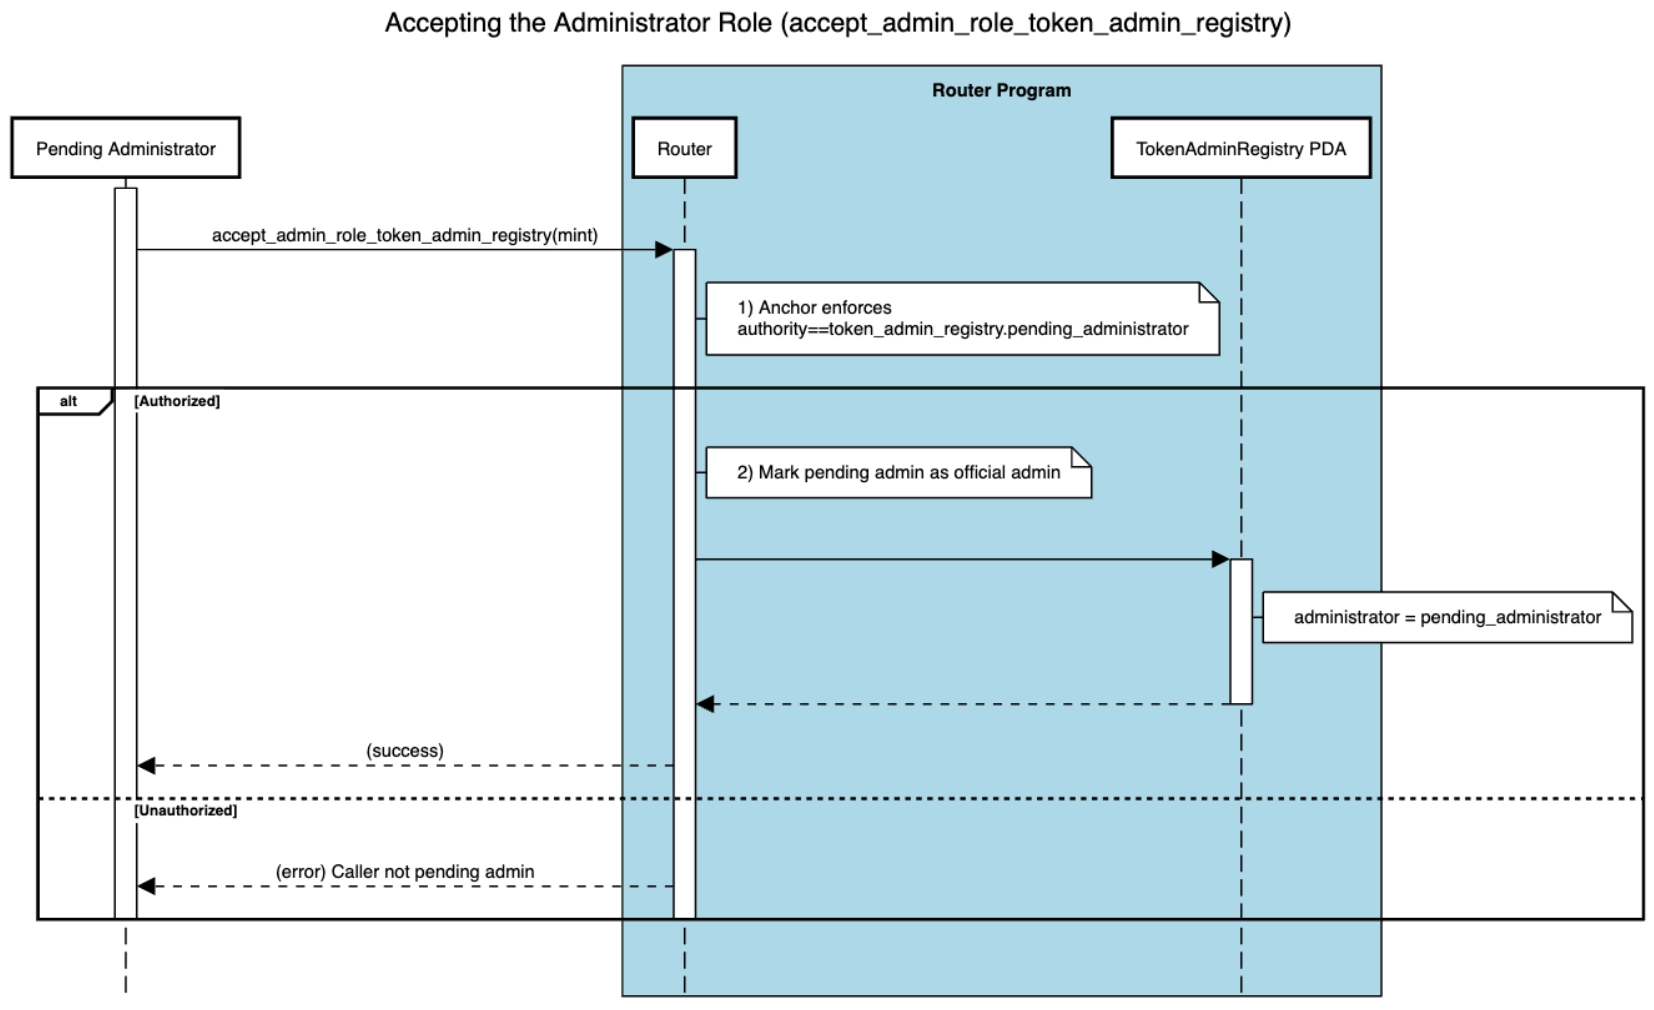 Accepting the Administrator Role (accept_admin_role_token_admin_registry)
Router Program
Pending Administrator
Router
TokenAdminRegistry PDA
accept_admin_role_token_admin_registry(mint)
1) Anchor enforces
authority==token_admin_registry.pending_administrator
alt
[Authorized]
2) Mark pending admin as official admin
administrator = pending_administrator
(success)
[Unauthorized]
(error) Caller not pending admin